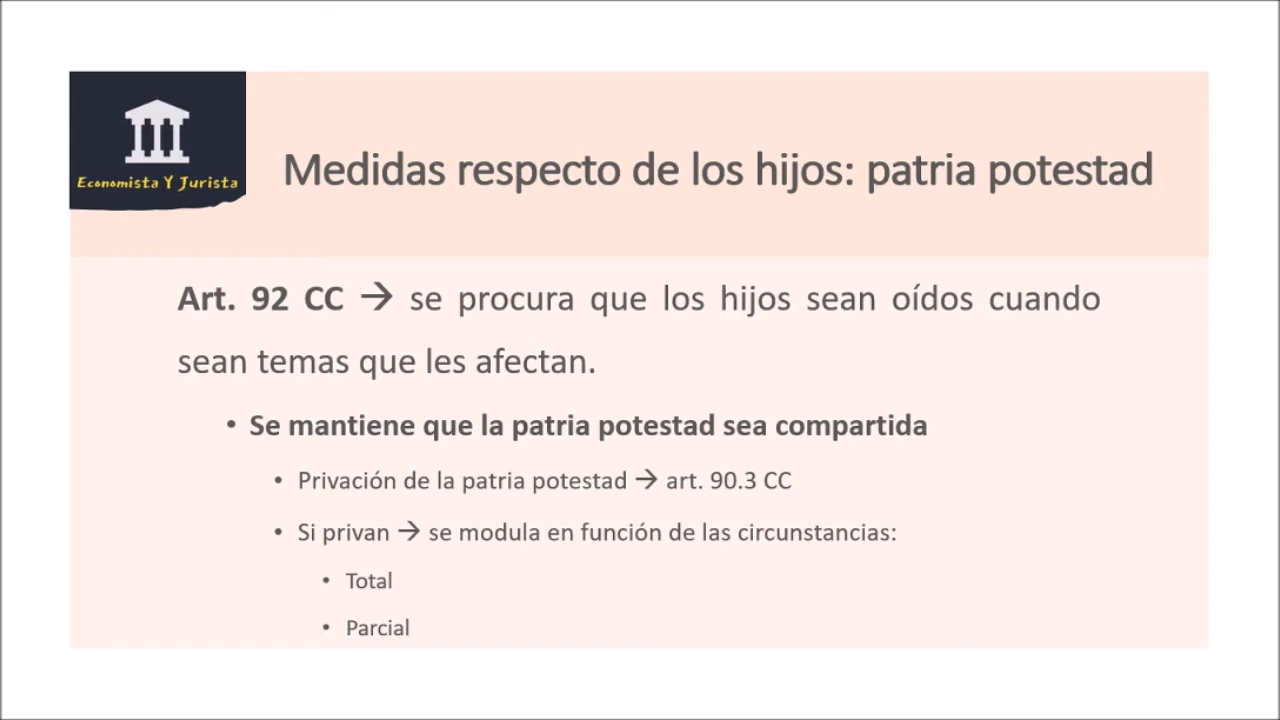 Economista Y Jurista
Medidas respecto de los hijos: patria potestad
Art. 92 CC → se procura que los hijos sean oídos cuando
sean temas que les afectan.
• Se mantiene que la patria potestad sea compartida
• Privación de la patria potestad → art. 90.3 CC
• Si privan → se modula en función de las circunstancias:
• Total
• Parcial